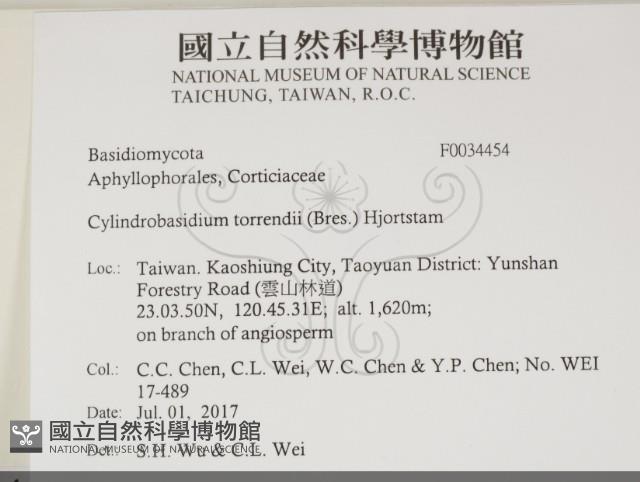 國立自然科學博物館
NATIONAL MUSEUM OF NATURAL SCIENCE
TAICHUNG, TAIWAN, R.O.C.
Basidiomycota F0034454
Aphyllophorales, Corticiaceae
Cylindrobasidium torrendii (Bres.) Hjortstam
Loc.: Taiwan. Kaoshiung City, Taoyuan District: Yunshan
Forestry Road (雲山林道)
23.03.50N, 120.45.31E; alt. 1,620m;
on branch of angiosperm
Col.: C.C. Chen, C.L. Wei, W.C. Chen & Y.P. Chen; No. WEI
17-489
Date: Jul. 01, 2017
國立自然科學博物館
NATIONAL MUSEUM OF NATURAL SCIENCE
Det.: S.H. Wu & C.L. Wei